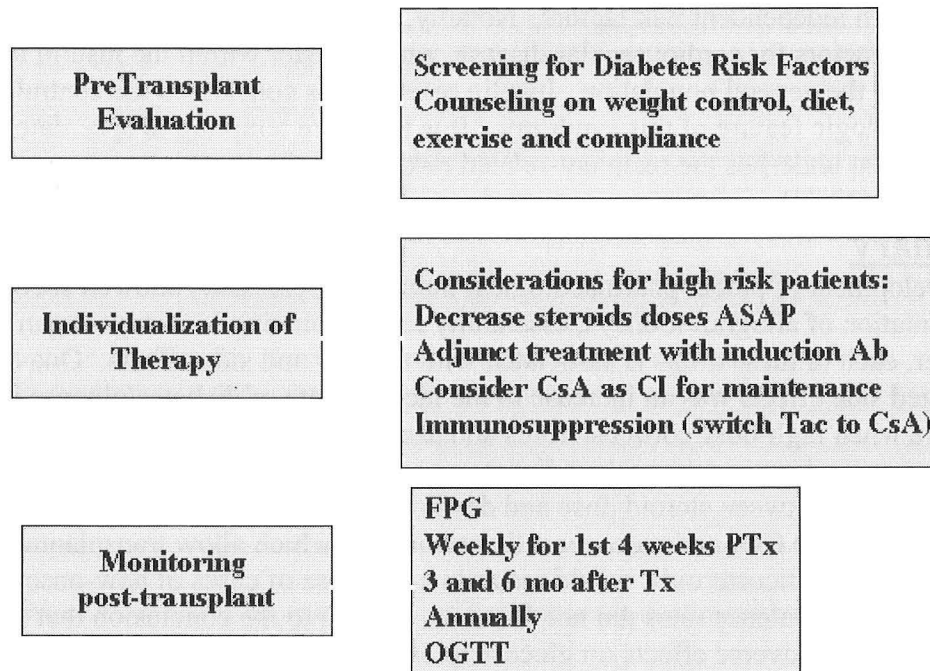 PreTransplant
Evaluation
Screening for Diabetes Risk Factors
Counseling on weight control, diet,
exercise and compliance
Individualization of
Therapy
Considerations for high risk patients:
Decrease steroids doses ASAP
Adjunct treatment with induction Ab
Consider CsA as CI for maintenance
Immunosuppression (switch Tac to CsA)
Monitoring
post-transplant
FPG
Weekly for 1st 4 weeks PTx
3 and 6 mo after Tx
Annually
OGTT